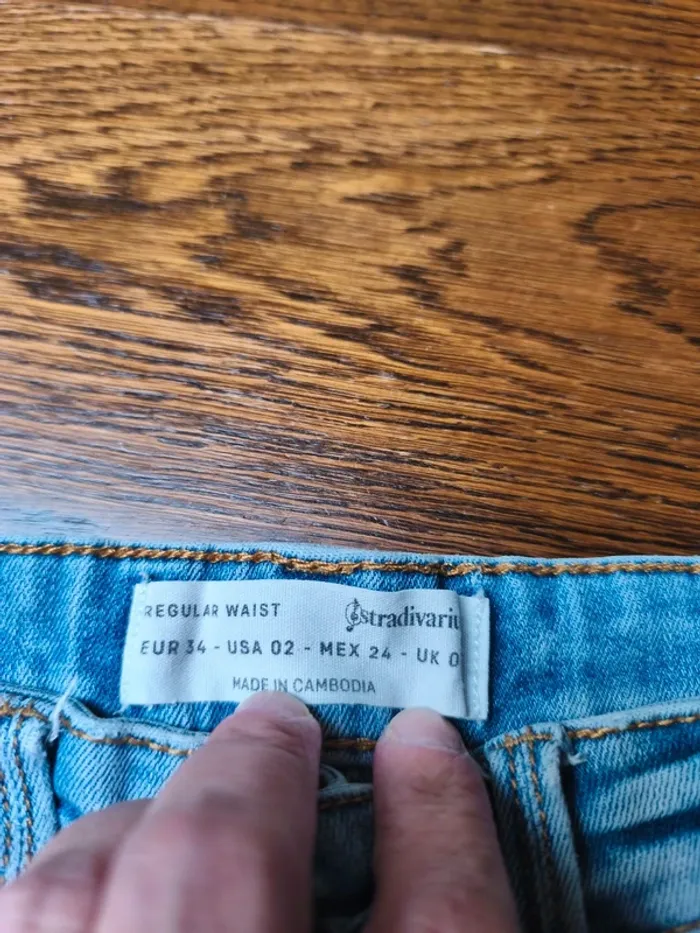 REGULAR WAIST stradivariu
EUR 34 - USA 02 - MEX 24 - UK 0
MADE IN CAMBODIA